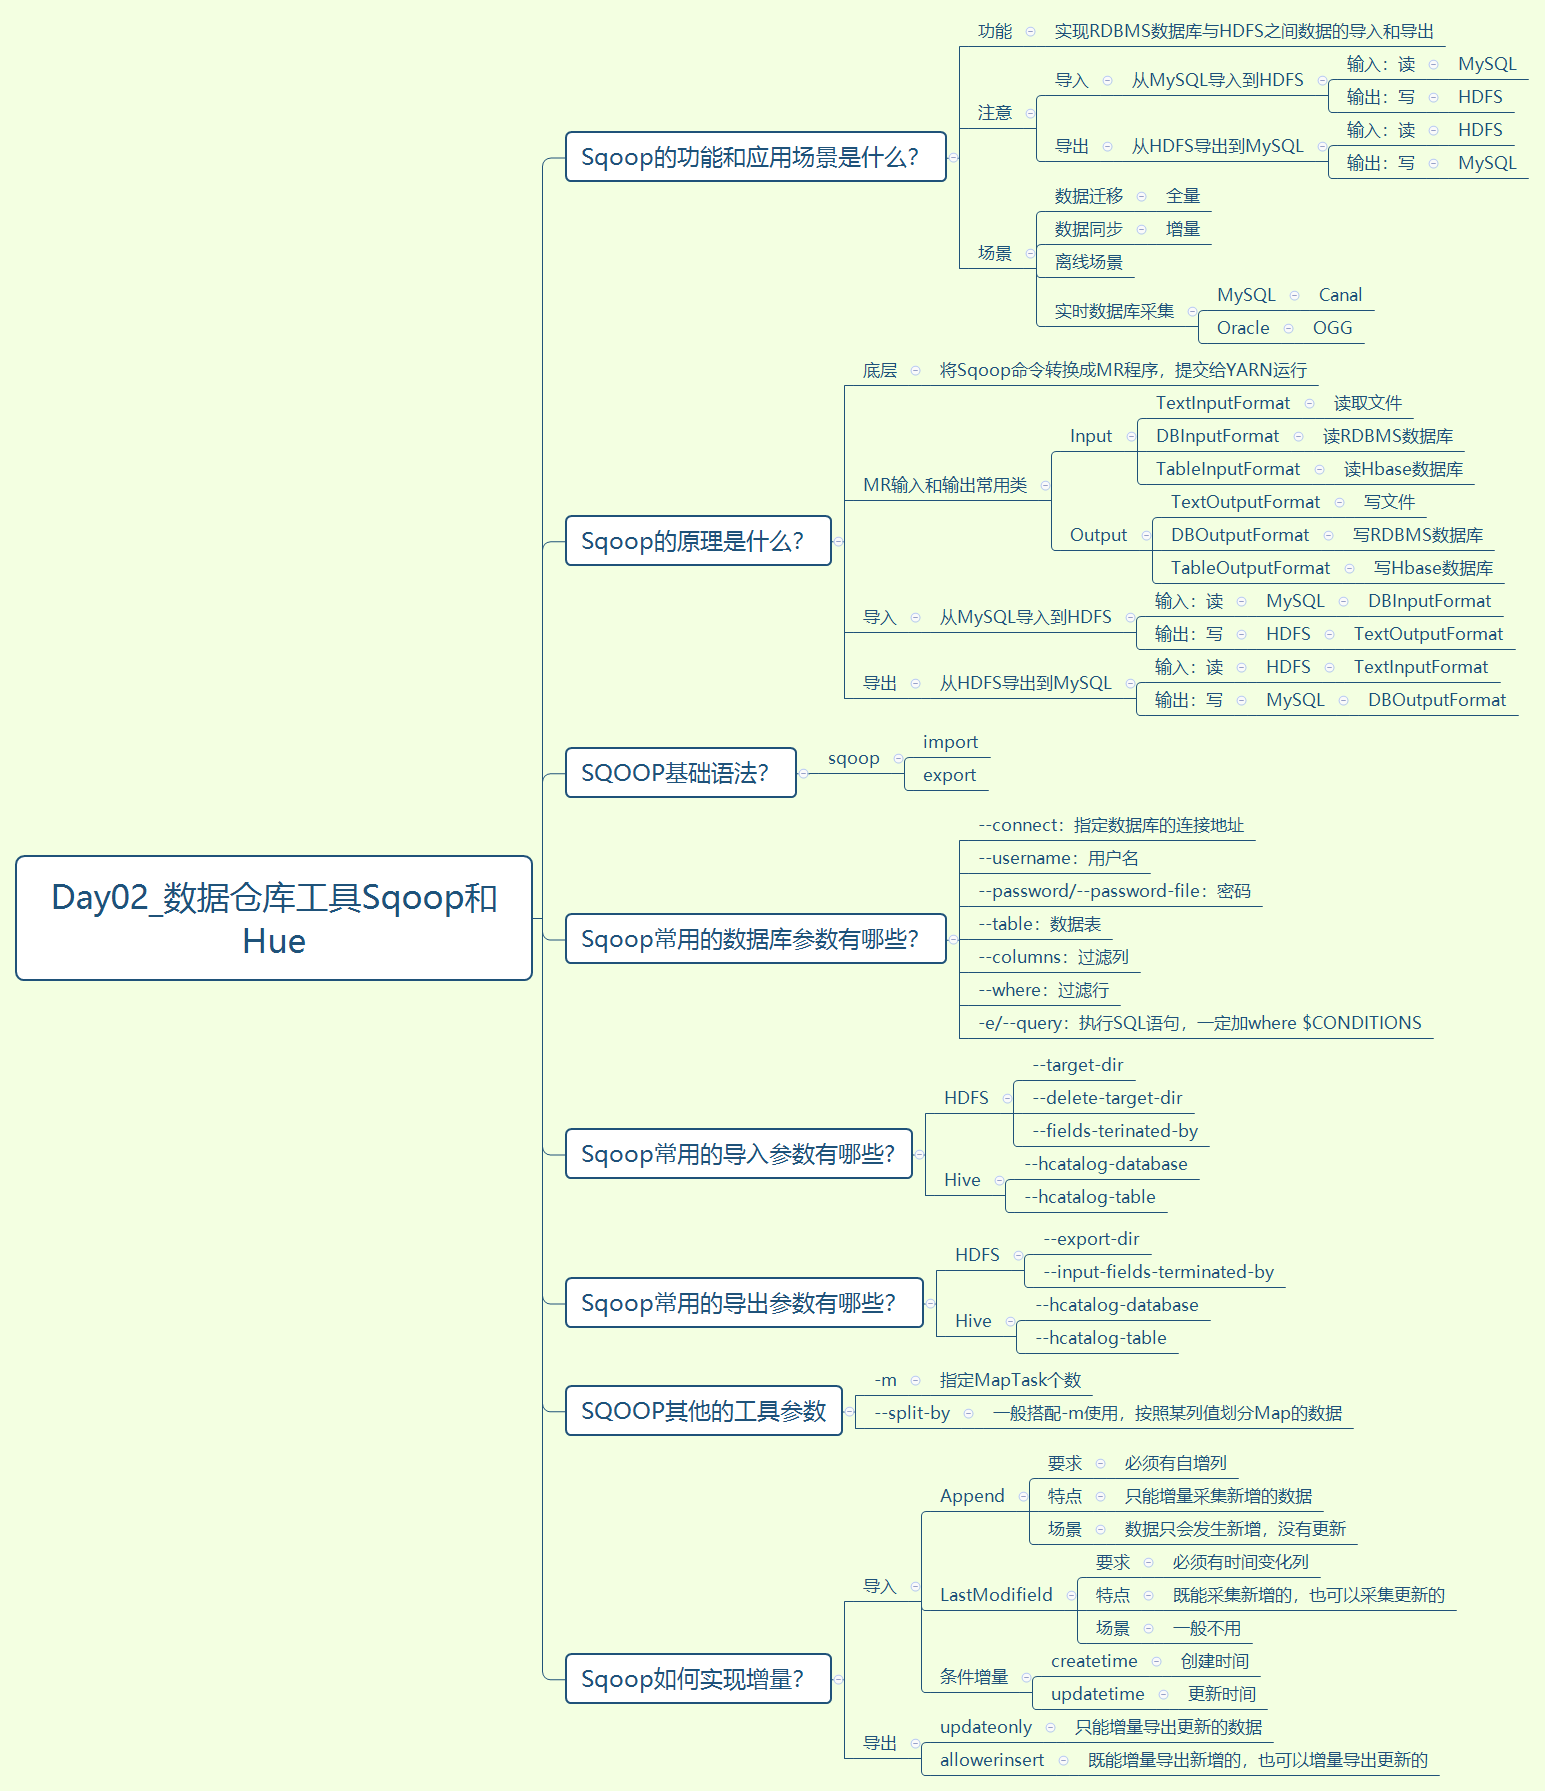 Day02_数据仓库工具Sqoop和
Hue
Sqoop的功能和应用场景是什么?
功能
实现RDBMS数据库与HDFS之间数据的导入和导出
注意
导入
从MySQL导入到HDFS
输入：读
MySQL
输出：写
HDFS
导出
从HDFS导出到MySQL
输入：读
HDFS
输出：写
MySQL
场景
数据迁移
全量
数据同步
增量
离线场景
实时数据库采集
MySQL
Canal
Oracle
OGG
Sqoop的原理是什么?
底层
将Sqoop命令转换成MR程序，提交给YARN运行
MR输入和输出常用类
Input
TextInputFormat
读取文件
DBInputFormat
读RDBMS数据库
TableInputFormat
读Hbase数据库
Output
TextOutputFormat
写文件
DBOutputFormat
写RDBMS数据库
TableOutputFormat
写Hbase数据库
导入
从MySQL导入到HDFS
输入：读
MySQL
DBInputFormat
输出：写
HDFS
TextOutputFormat
导出
从HDFS导出到MySQL
输入：读
HDFS
TextInputFormat
输出：写
MySQL
DBOutputFormat
SQOOP基础语法?
sqoop
import
export
Sqoop常用的数据库参数有哪些?
--connect：指定数据库的连接地址
--username：用户名
--password/--password-file：密码
--table：数据表
--columns：过滤列
--where：过滤行
-e/--query：执行SQL语句，一定加where $CONDITIONS
Sqoop常用的导入参数有哪些?
HDFS
--target-dir
--delete-target-dir
--fields-terinated-by
Hive
--hcatalog-database
--hcatalog-table
Sqoop常用的导出参数有哪些?
HDFS
--export-dir
--input-fields-terminated-by
Hive
--hcatalog-database
--hcatalog-table
SQOOP其他的工具参数
-m
指定MapTask个数
--split-by
一般搭配-m使用，按照某列值划分Map的数据
Sqoop如何实现增量?
导入
Append
要求
必须有自增列
特点
只能增量采集新增的数据
场景
数据只会发生新增，没有更新
LastModifield
要求
必须有时间变化列
特点
既能采集新增的，也可以采集更新的
场景
一般不用
条件增量
createtime
创建时间
updatetime
更新时间
导出
updateonly
只能增量导出更新的数据
allowerinsert
既能增量导出新增的，也可以增量导出更新的